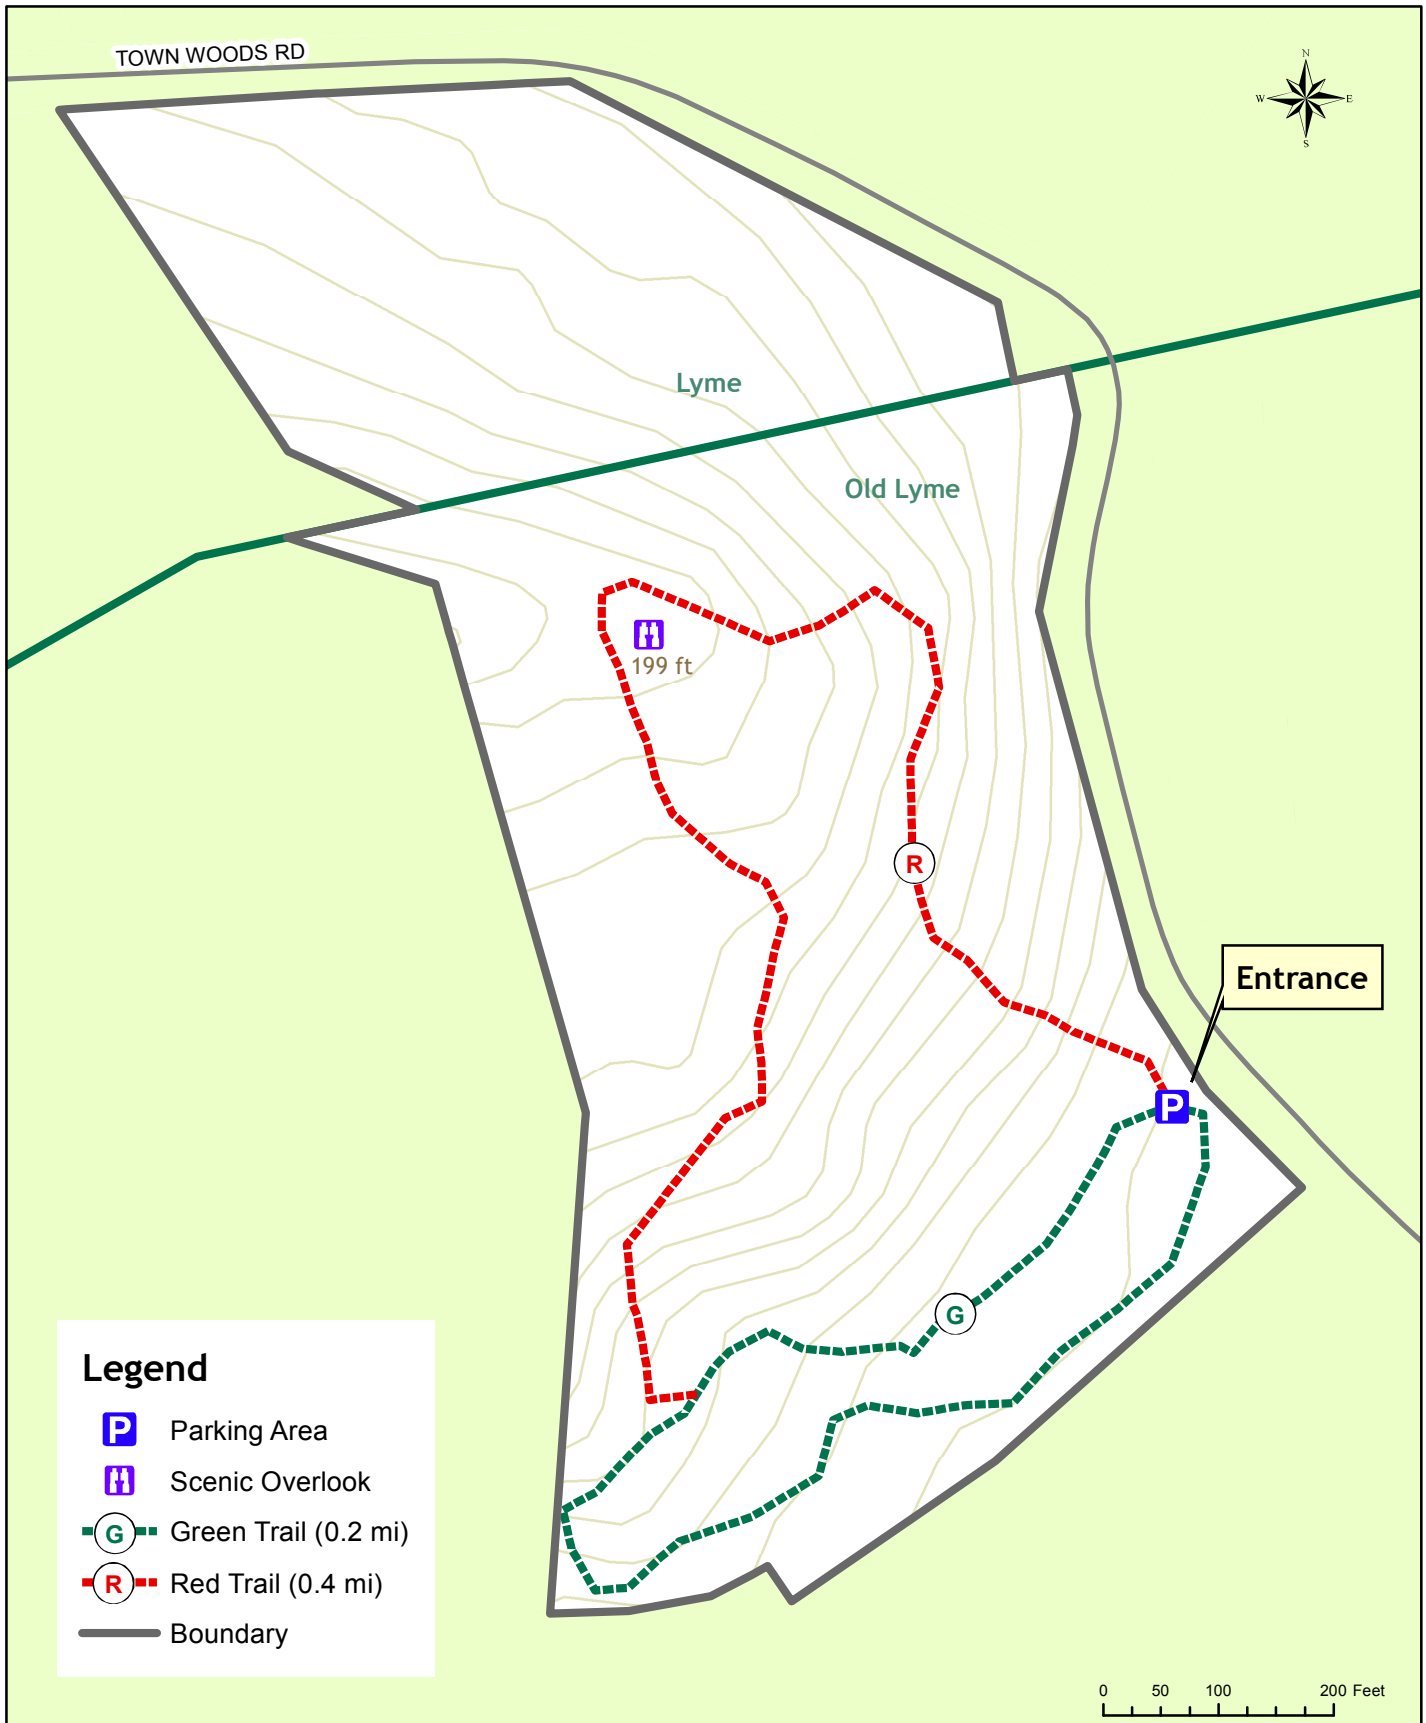 TOWN WOODS RD
N
W E
S
Lyme
Old Lyme
199 ft
R
Entrance
P
G
Legend
P Parking Area
Scenic Overlook
G Green Trail (0.2 mi)
R Red Trail (0.4 mi)
Boundary
0 50 100 200 Feet